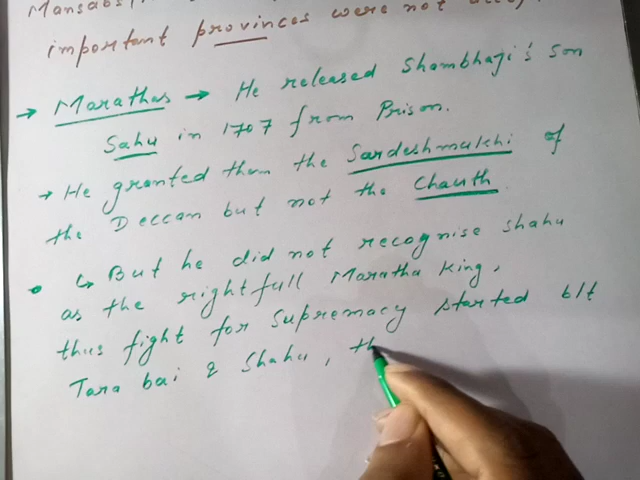 Mansabs
important provinces were not
→ Marathas → He released Shambhaji's son
Sahu in 1707 from Prison.
→ He granted them the Sardeshmukhi of
the Deccan but not the Chauth.
• ↳ But he did not recognise shahu
as the rightfull Maratha king,
thus fight for supremacy started b/t
Tara bai & Shahu, th